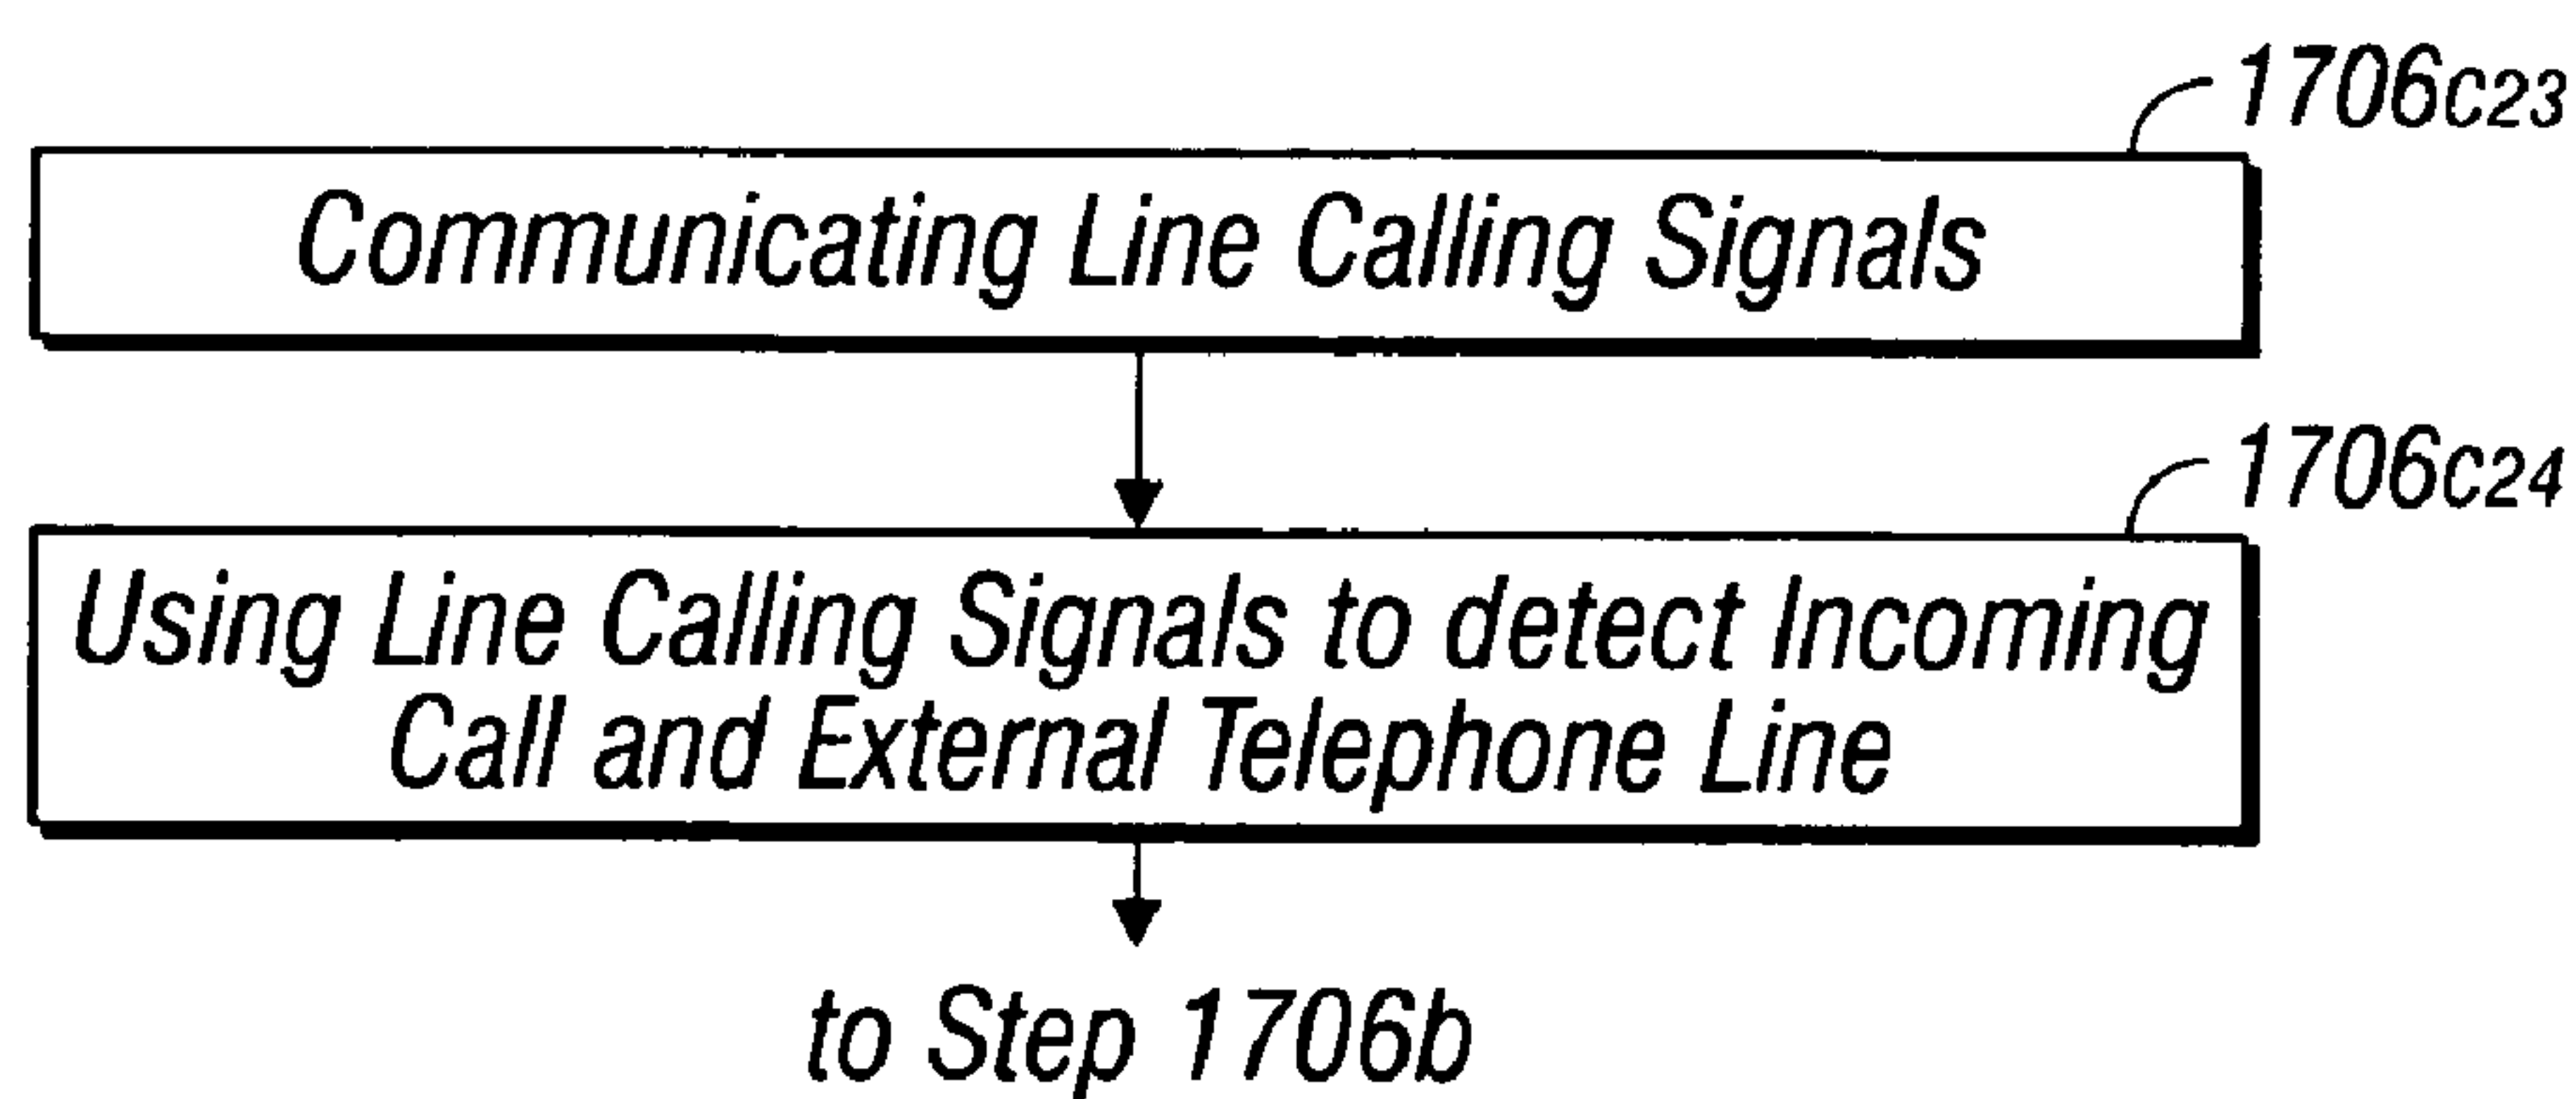 1706c23
Communicating Line Calling Signals
1706c24
Using Line Calling Signals to detect Incoming
Call and External Telephone Line
to Step 1706b